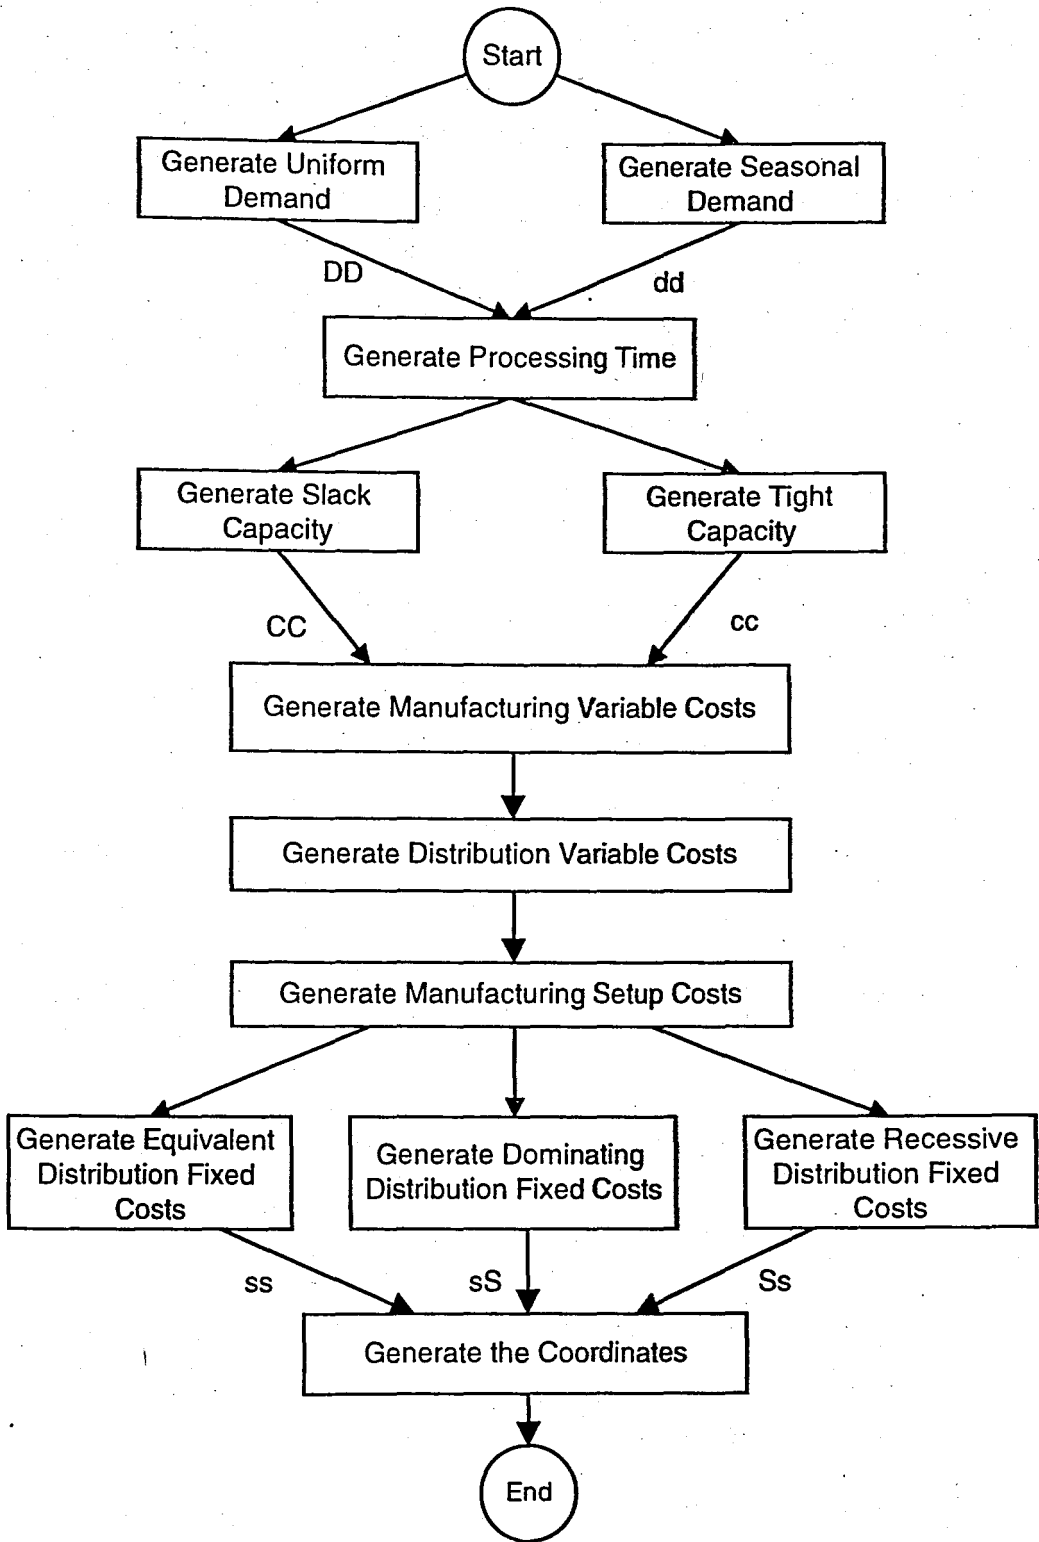 Start
Generate Uniform
Demand
Generate Seasonal
Demand
DD
dd
Generate Processing Time
Generate Slack
Capacity
Generate Tight
Capacity
CC
cc
Generate Manufacturing Variable Costs
Generate Distribution Variable Costs
Generate Manufacturing Setup Costs
Generate Equivalent
Distribution Fixed
Costs
Generate Dominating
Distribution Fixed Costs
Generate Recessive
Distribution Fixed
Costs
ss
sS
Ss
Generate the Coordinates
End